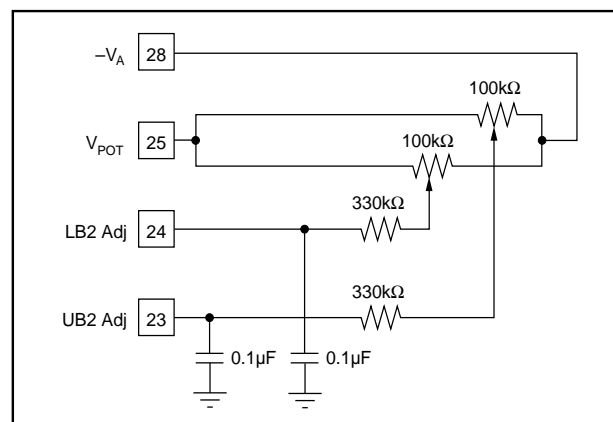 –VA 28
100kΩ
VPOT 25
100kΩ
330kΩ
LB2 Adj 24
330kΩ
UB2 Adj 23
0.1µF 0.1µF